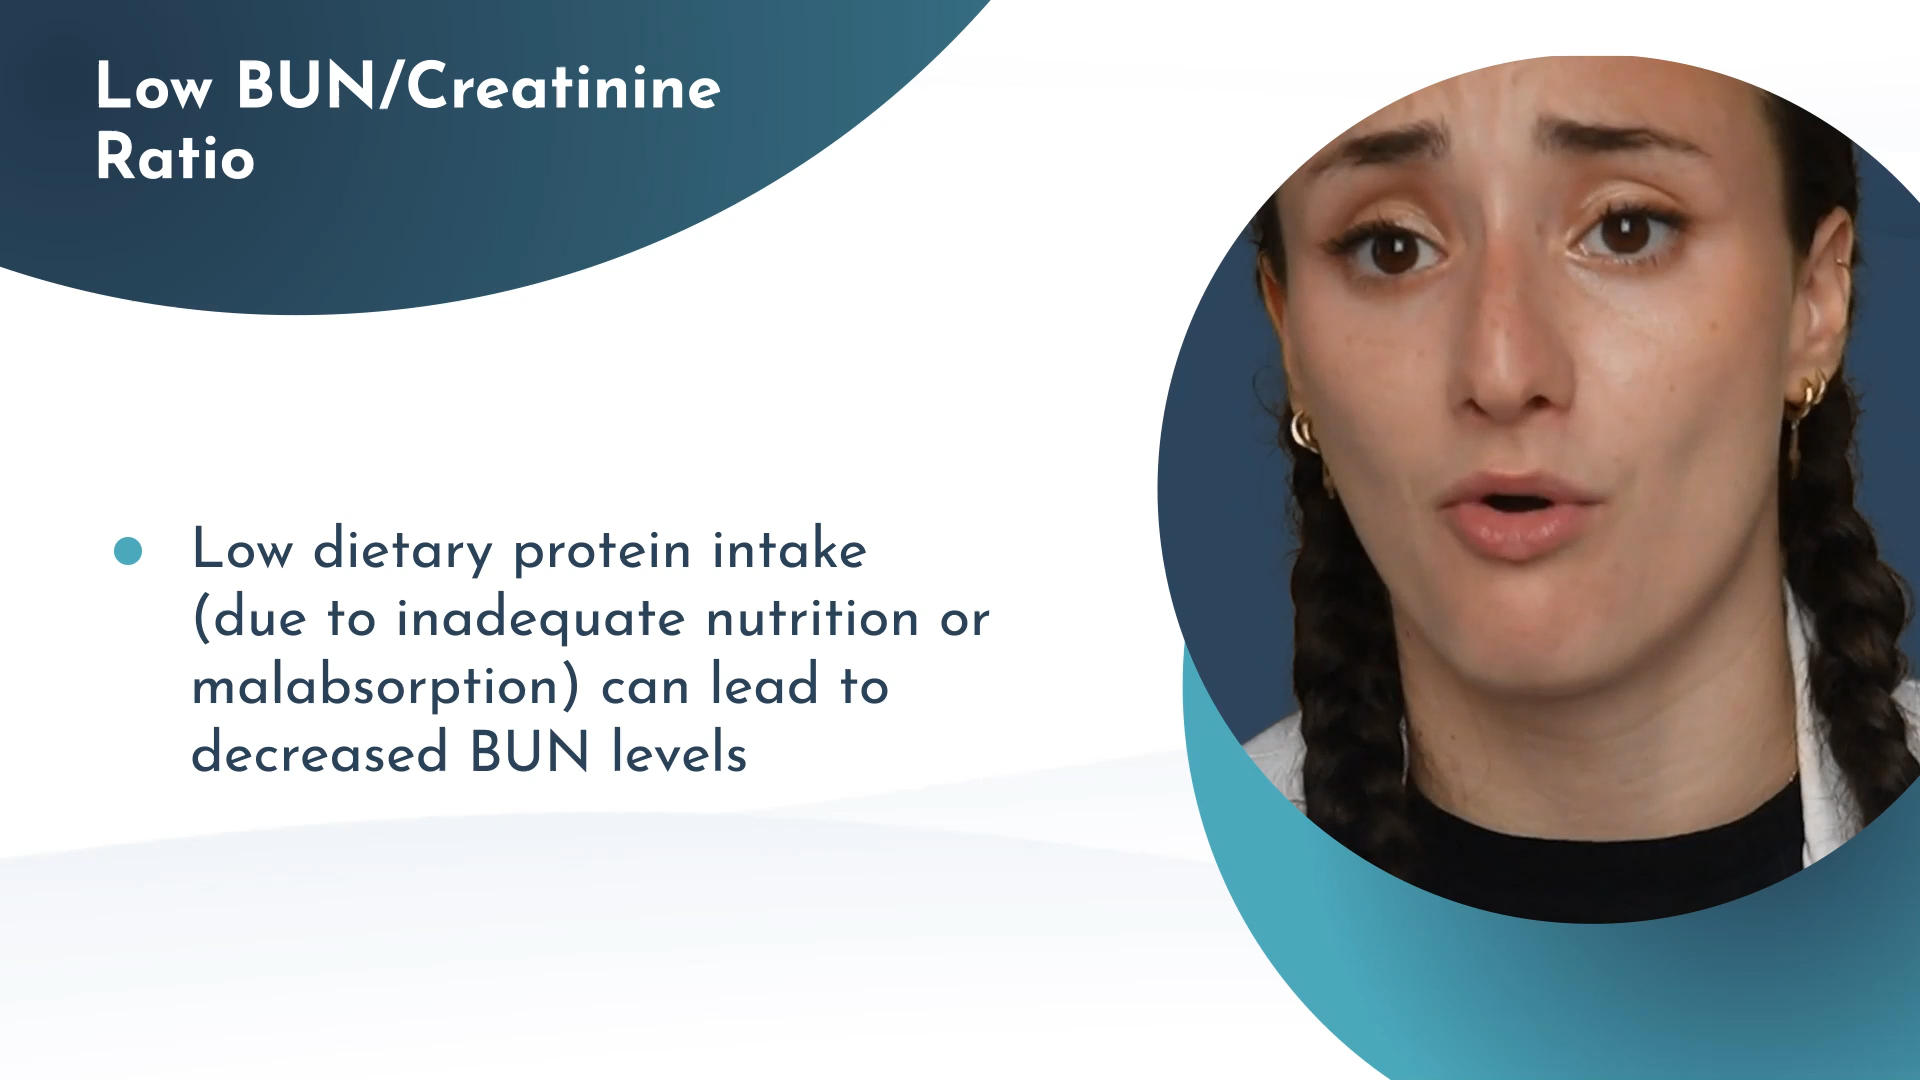 Low BUN/Creatinine
Ratio
Low dietary protein intake
(due to inadequate nutrition or
malabsorption) can lead to
decreased BUN levels